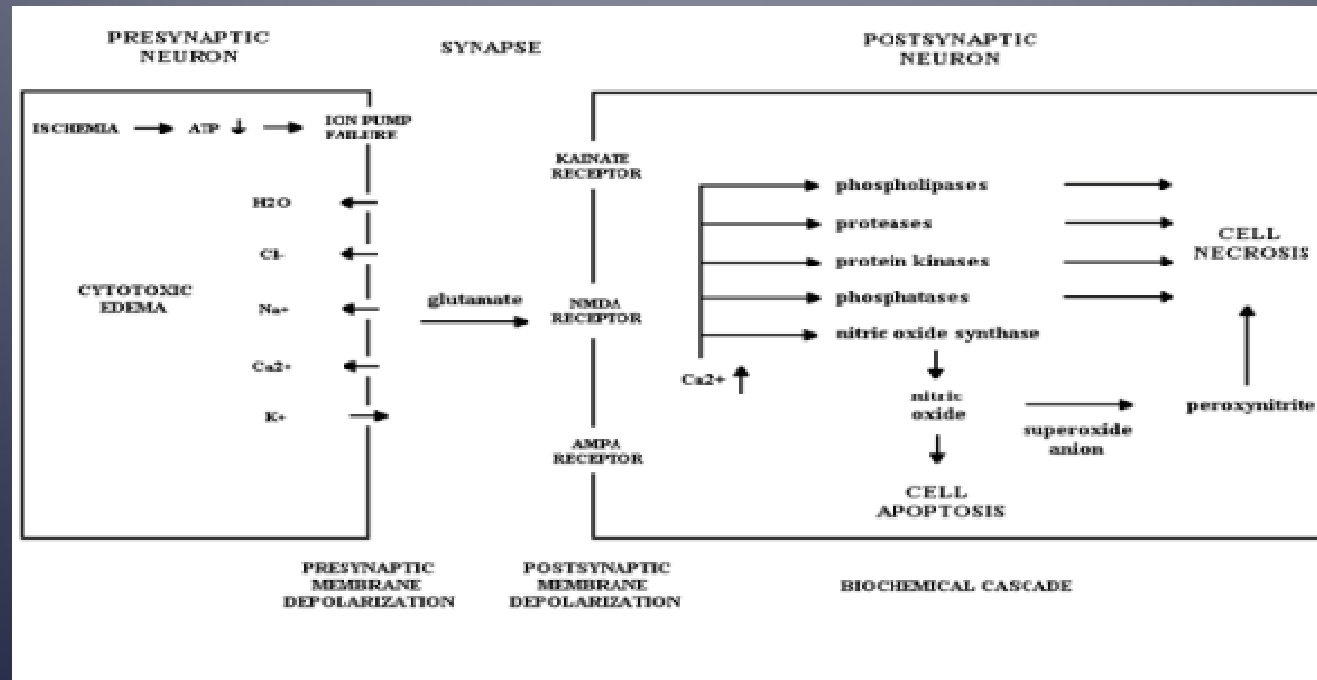 PRESYNAPTIC
NEURON
SYNAPSE
POSTSYNAPTIC
NEURON
ISCHEMIA
ATP
ION PUMP
FAILURE
H2O
Cl-
CYTOTOXIC
EDEMA
Na+
Ca2+
K+
glutamate
KAINATE
RECEPTOR
NMDA
RECEPTOR
AMPA
RECEPTOR
phospholipases
proteases
protein kinases
phosphatases
nitric oxide synthase
Ca2+
nitric
oxide
superoxide
anion
peroxynitrite
CELL
NECROSIS
CELL
APOPTOSIS
PRESYNAPTIC
MEMBRANE
DEPOLARIZATION
POSTSYNAPTIC
MEMBRANE
DEPOLARIZATION
BIOCHEMICAL CASCADE